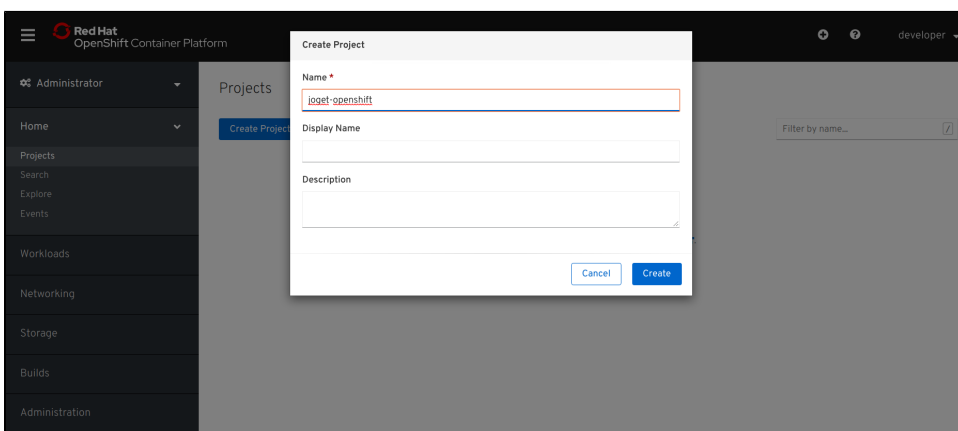 Red Hat
OpenShift Container Platform
developer
Administrator
Home
Projects
Search
Explore
Events
Workloads
Networking
Storage
Builds
Administration
Projects
Create Project
Filter by name...
/
Create Project
Name *
joget-openshift
Display Name
Description
Cancel
Create